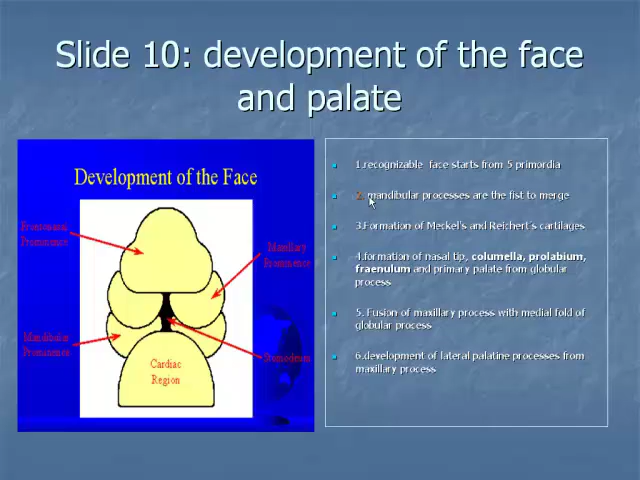 Slide 10: development of the face
and palate
Development of the Face
Frontonasal
Prominence
Maxillary
Prominence
Mandibular
Prominence
Stomodeum
Cardiac
Region
1.recognizable face starts from 5 primordia
2. mandibular processes are the fist to merge
3.Formation of Meckel's and Reichert's cartilages
4.formation of nasal tip, columella, prolabium,
fraenulum and primary palate from globular
process
5. Fusion of maxillary process with medial fold of
globular process
6.development of lateral palatine processes from
maxillary process